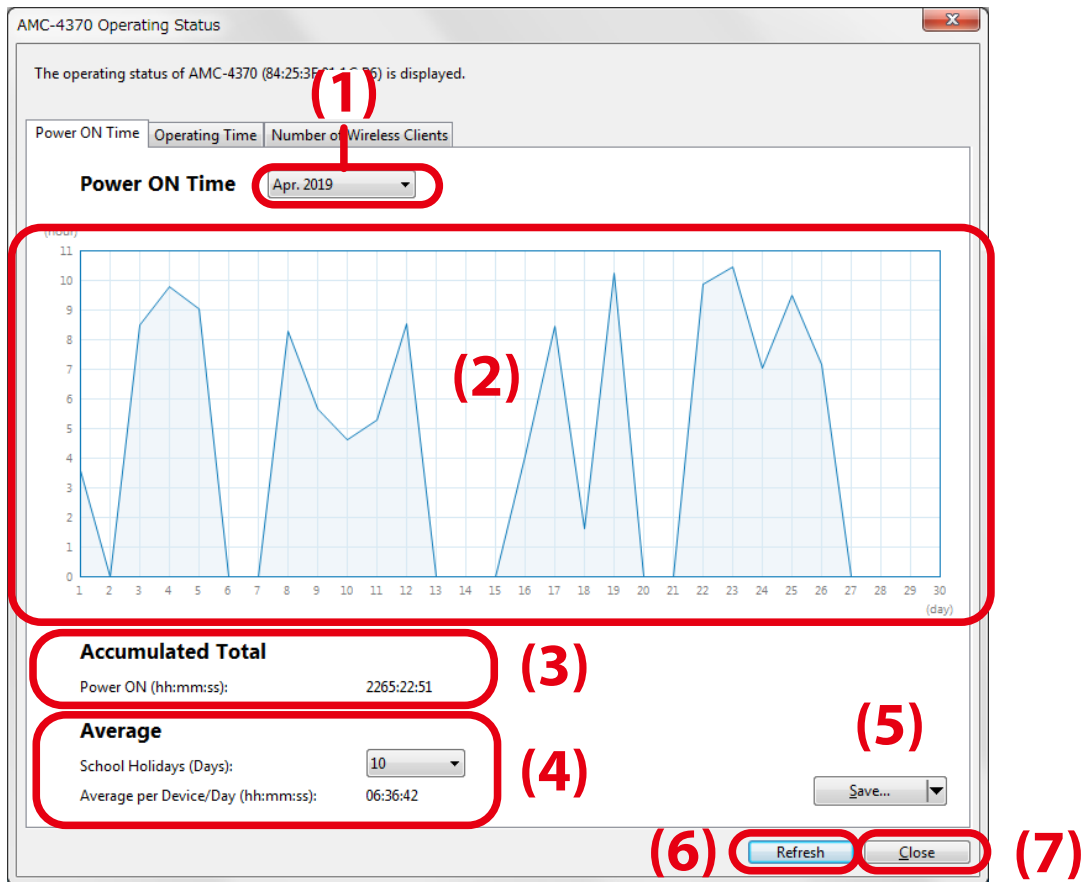 AMC-4370 Operating Status
The operating status of AMC-4370 (84:25:3F is displayed.
(1)
Power ON Time Operating Time Number of Wireless Clients
Power ON Time Apr. 2019
(hour)
11
10
9
8
7
6
5
4
3
2
1
0
(2)
1 2 3 4 5 6 7 8 9 10 11 12 13 14 15 16 17 18 19 20 21 22 23 24 25 26 27 28 29 30
(day)
Accumulated Total
Power ON (hh:mm:ss): 2265:22:51
(3)
Average
School Holidays (Days): 10
Average per Device/Day (hh:mm:ss): 06:36:42
(4)
(5)
Save...
(6) Refresh Close (7)